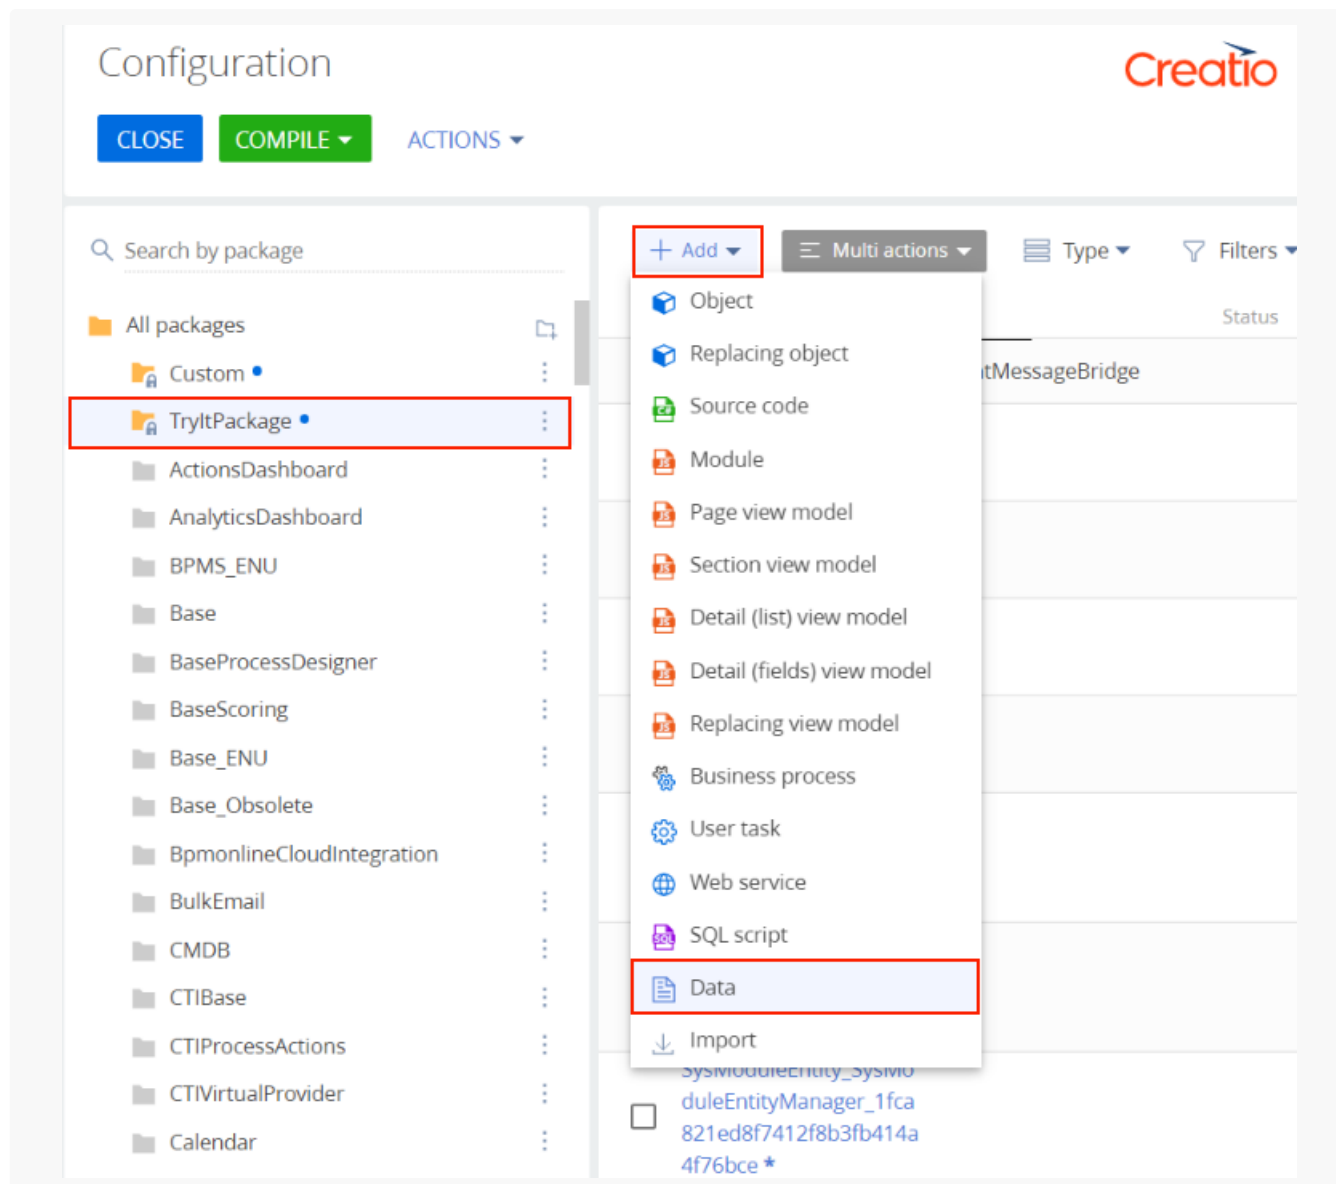 Configuration
Creatio
CLOSE
COMPILE
ACTIONS
Search by package
All packages
Custom
TryItPackage
ActionsDashboard
AnalyticsDashboard
BPMS_ENU
Base
BaseProcessDesigner
BaseScoring
Base_ENU
Base_Obsolete
BpmonlineCloudIntegration
BulkEmail
CMDB
CTIBase
CTIProcessActions
CTIVirtualProvider
Calendar
+ Add
Multi actions
Type
Filters
Status
tMessageBridge
Object
Replacing object
Source code
Module
Page view model
Section view model
Detail (list) view model
Detail (fields) view model
Replacing view model
Business process
User task
Web service
SQL script
Data
Import
SysModuleEntity_SysMo
duleEntityManager_1fca
821ed8f7412f8b3fb414a
4f76bce *